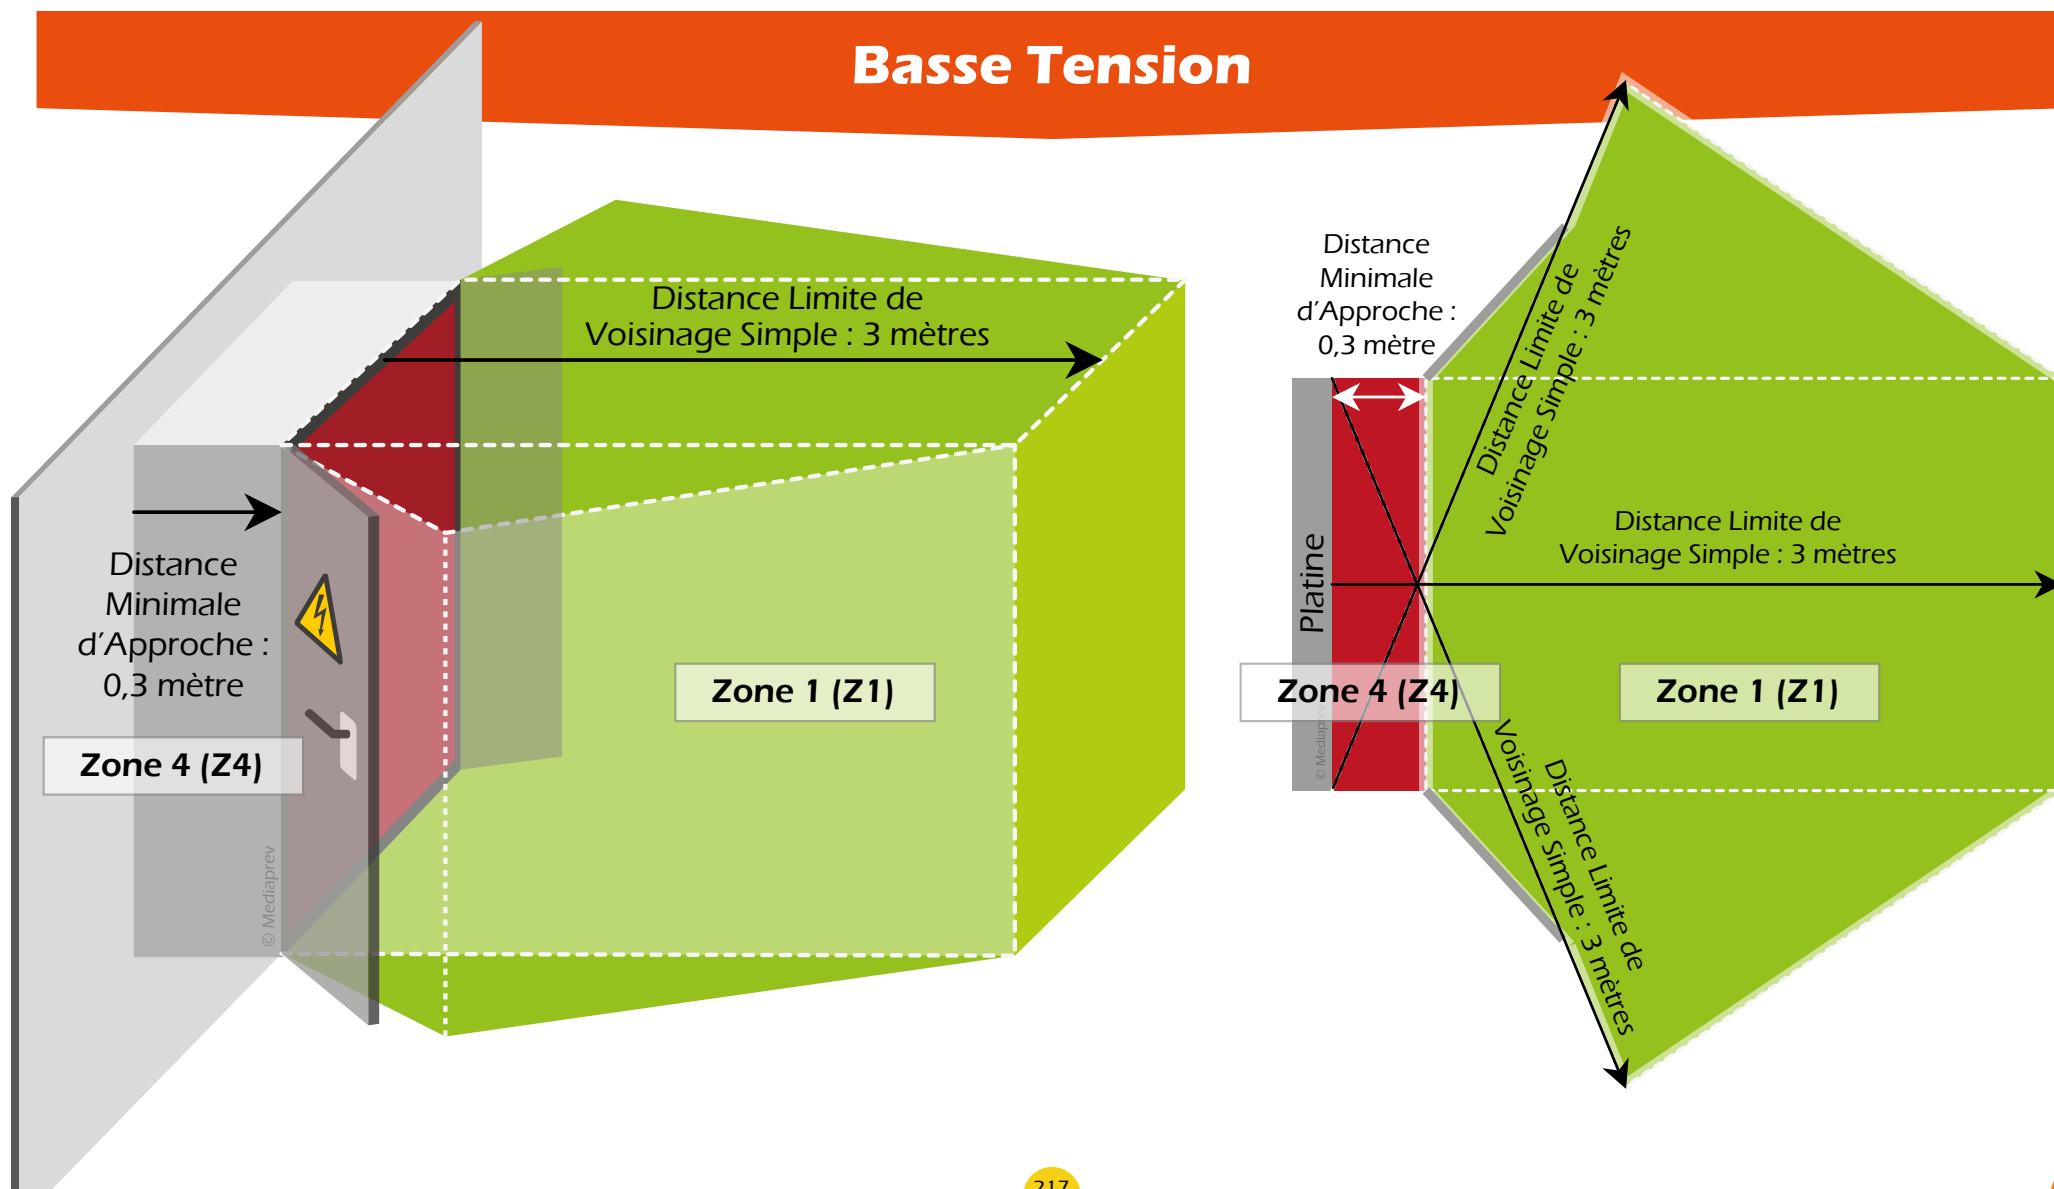 Basse Tension
Distance Limite de
Voisinage Simple : 3 mètres
Distance
Minimale
d'Approche :
0,3 mètre
Zone 4 (Z4)
Zone 1 (Z1)
© Mediaprev
Distance
Minimale
d'Approche :
0,3 mètre
Distance Limite de
Voisinage Simple : 3 mètres
Distance Limite de
Voisinage Simple : 3 mètres
Platine
Zone 4 (Z4)
Zone 1 (Z1)
© Mediaprev
Distance Limite de
Voisinage Simple : 3 mètres
217